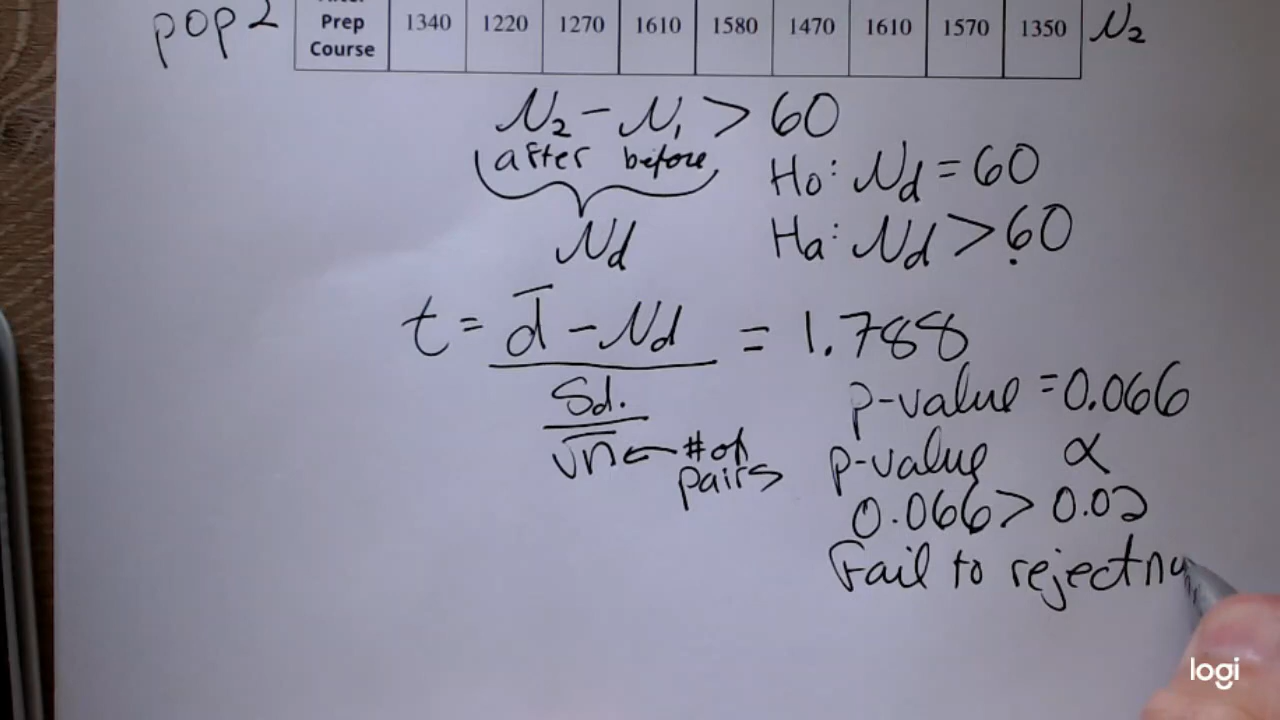 pop 2
Prep
Course
1340 1220 1270 1610 1580 1470 1610 1570 1350 μ₂
μ₂ - μ₁ > 60
after before
μd
H₀: μd = 60
Ha: μd > 60
t = d̄ - μd = 1.788
Sd.
√n ← # of
pairs
p-value = 0.066
p-value α
0.066 > 0.02
Fail to reject nu
logi